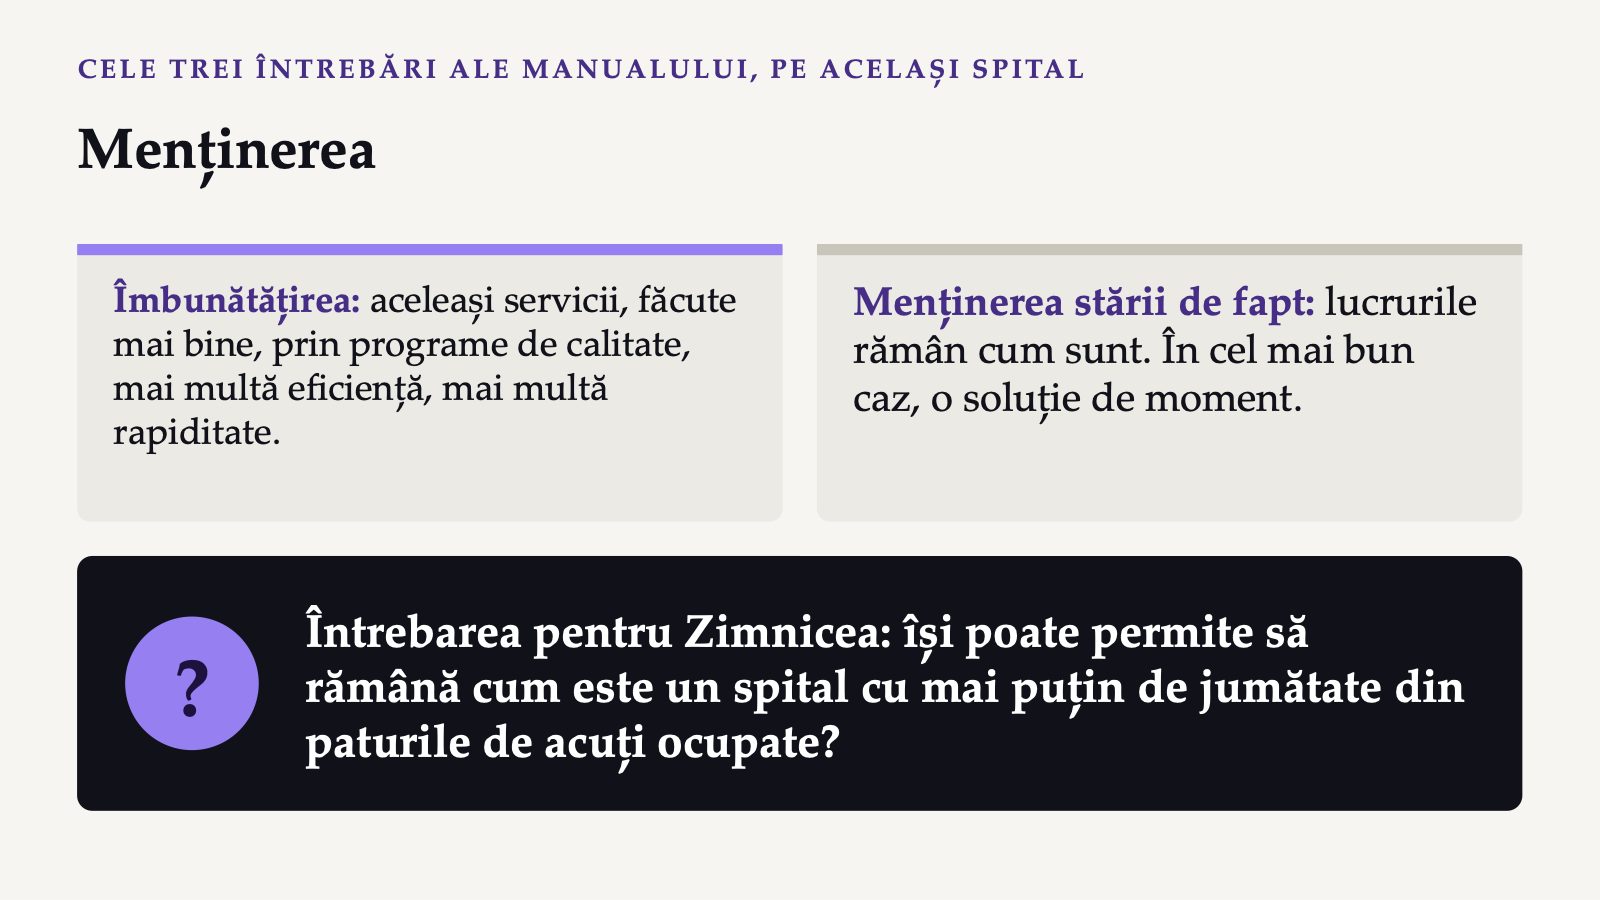 CELE TREI ÎNTREBĂRI ALE MANUALULUI, PE ACELAȘI SPITAL
Menținerea
Îmbunătățirea: aceleași servicii, făcute
mai bine, prin programe de calitate,
mai multă eficiență, mai multă
rapiditate.
Menținerea stării de fapt: lucrurile
rămân cum sunt. În cel mai bun
caz, o soluție de moment.
?
Întrebarea pentru Zimnicea: își poate permite să
rămână cum este un spital cu mai puțin de jumătate din
paturile de acuți ocupate?